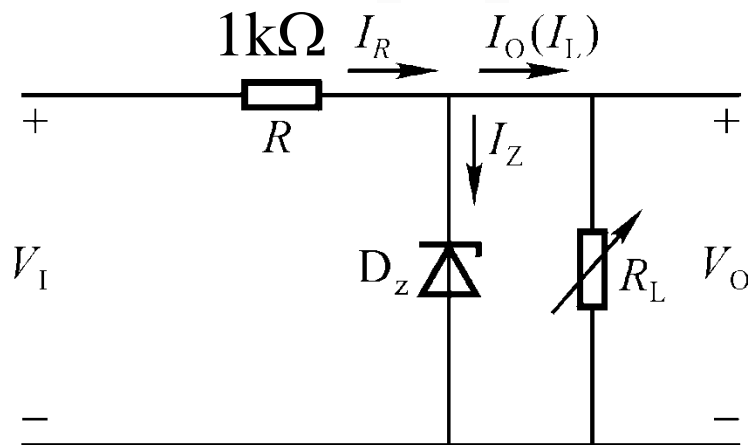 1kΩ I_R I_O(I_L)
+ R I_Z +
V_I D_z R_L V_O
− −